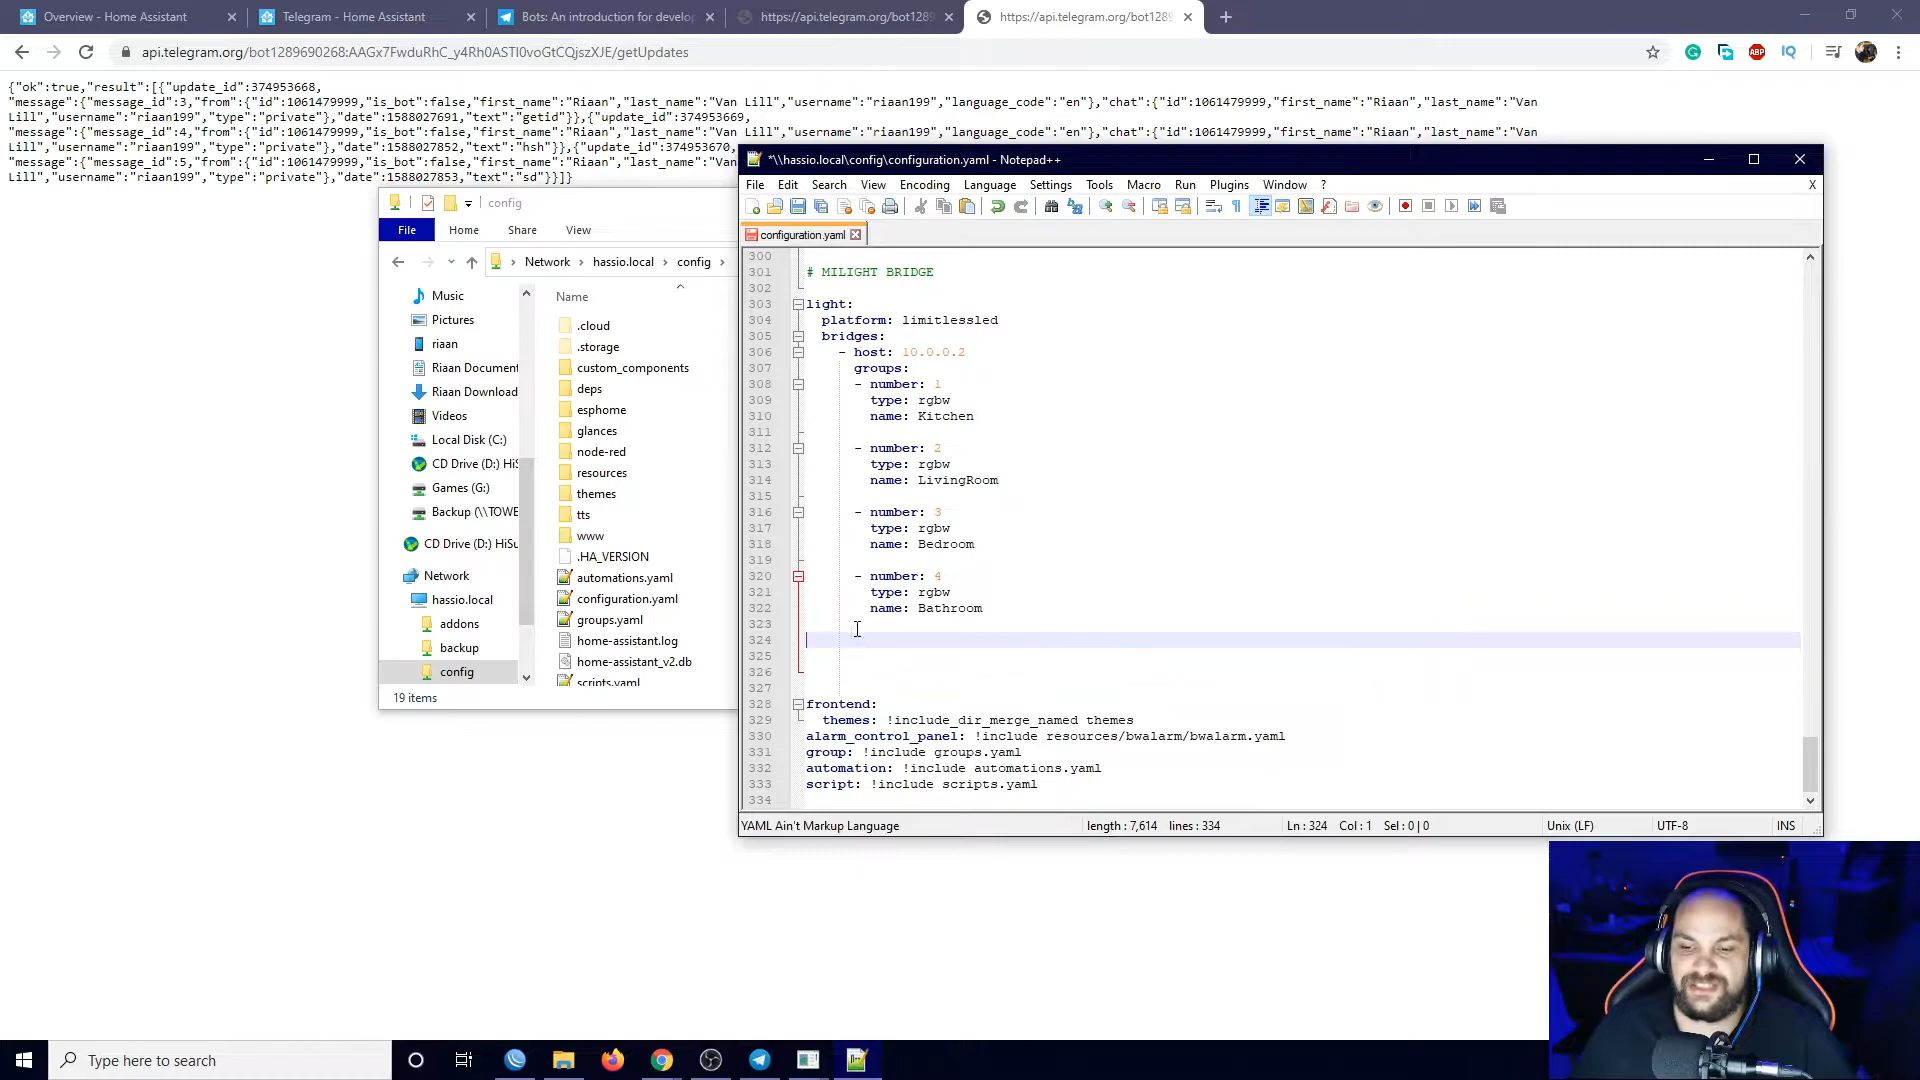 Overview - Home Assistant
Telegram - Home Assistant
Bots: An introduction for develop
https://api.telegram.org/bot1289
https://api.telegram.org/bot1289
api.telegram.org/bot1289690268:AAGx7FwduRhC_y4Rh0ASTl0voGtCQjszXJE/getUpdates
ABP
IQ
{"ok":true,"result":[{"update_id":374953668,
"message":{"message_id":3,"from":{"id":1061479999,"is_bot":false,"first_name":"Riaan","last_name":"Van Lill","username":"riaan199","language_code":"en"},"chat":{"id":1061479999,"first_name":"Riaan","last_name":"Van
Lill","username":"riaan199","type":"private"},"date":1588027691,"text":"getid"}},{"update_id":374953669,
"message":{"message_id":4,"from":{"id":1061479999,"is_bot":false,"first_name":"Riaan","last_name":"Van Lill","username":"riaan199","language_code":"en"},"chat":{"id":1061479999,"first_name":"Riaan","last_name":"Van
Lill","username":"riaan199","type":"private"},"date":1588027852,"text":"hsh"}},{"update_id":374953670,
"message":{"message_id":5,"from":{"id":1061479999,"is_bot":false,"first_name":"Riaan","last_name":"Van
Lill","username":"riaan199","type":"private"},"date":1588027853,"text":"sd"}}]}
config
File Home Share View
Network hassio.local config
Music
Pictures
riaan
Riaan Document
Riaan Download
Videos
Local Disk (C:)
CD Drive (D:) HiS
Games (G:)
Backup (\\TOWE
CD Drive (D:) HiSu
Network
hassio.local
addons
backup
config
Name
.cloud
.storage
custom_components
deps
esphome
glances
node-red
resources
themes
tts
www
.HA_VERSION
automations.yaml
configuration.yaml
groups.yaml
home-assistant.log
home-assistant_v2.db
scripts.yaml
19 items
*\\hassio.local\config\configuration.yaml - Notepad++
File Edit Search View Encoding Language Settings Tools Macro Run Plugins Window ? X
configuration.yaml
300
301 # MILIGHT BRIDGE
302
303 light:
304 platform: limitlessled
305 bridges:
306 - host: 10.0.0.2
307 groups:
308 - number: 1
309 type: rgbw
310 name: Kitchen
311
312 - number: 2
313 type: rgbw
314 name: LivingRoom
315
316 - number: 3
317 type: rgbw
318 name: Bedroom
319
320 - number: 4
321 type: rgbw
322 name: Bathroom
323
324
325
326
327
328 frontend:
329 themes: !include_dir_merge_named themes
330 alarm_control_panel: !include resources/bwalarm/bwalarm.yaml
331 group: !include groups.yaml
332 automation: !include automations.yaml
333 script: !include scripts.yaml
334
YAML Ain't Markup Language length : 7,614 lines : 334 Ln : 324 Col : 1 Sel : 0 | 0 Unix (LF) UTF-8 INS
Type here to search